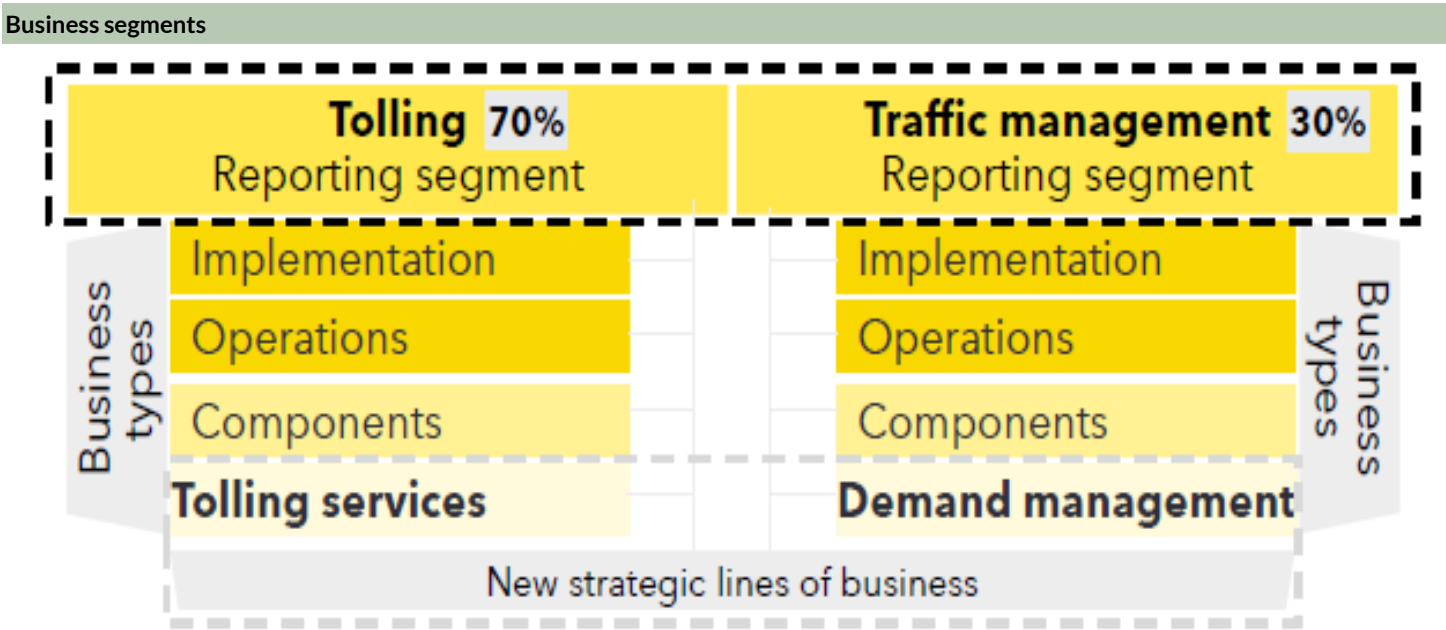 Business segments
Tolling 70%
Reporting segment
Traffic management 30%
Reporting segment
Business
types
Implementation
Operations
Components
Tolling services
Implementation
Operations
Components
Demand management
Business
types
New strategic lines of business